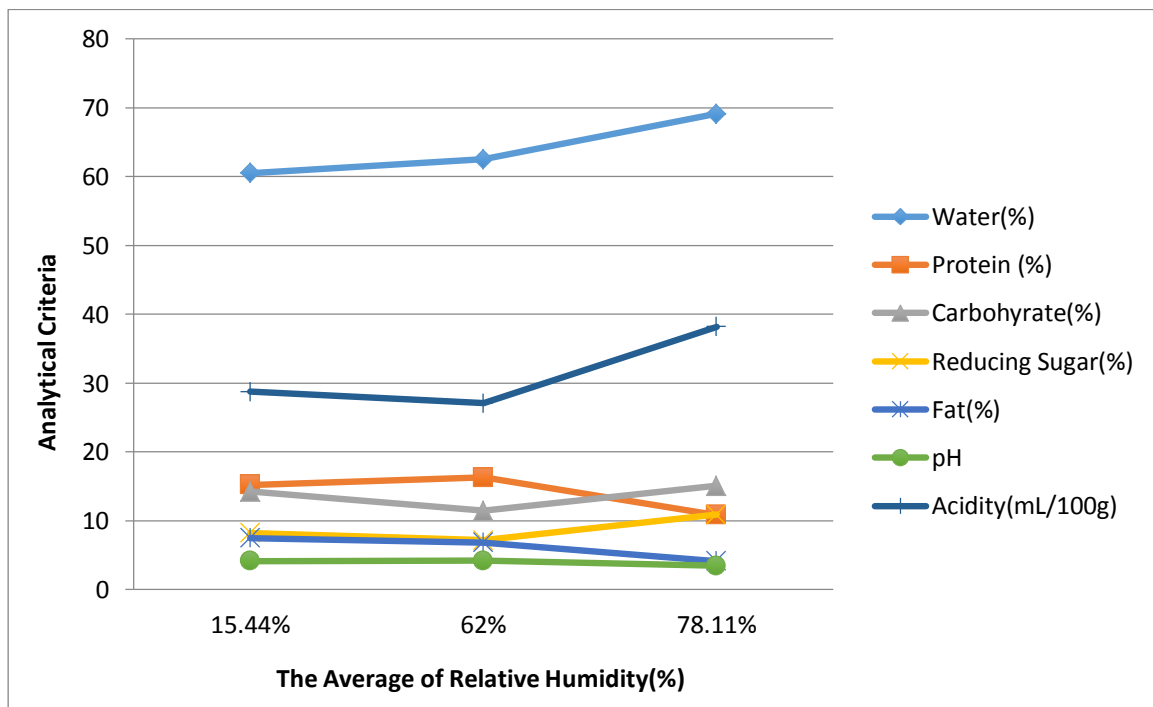 80
70
60
50
40
30
20
10
0
Analytical Criteria
15.44%
62%
78.11%
The Average of Relative Humidity(%)
Water(%)
Protein (%)
Carbohyrate(%)
Reducing Sugar(%)
Fat(%)
pH
Acidity(mL/100g)